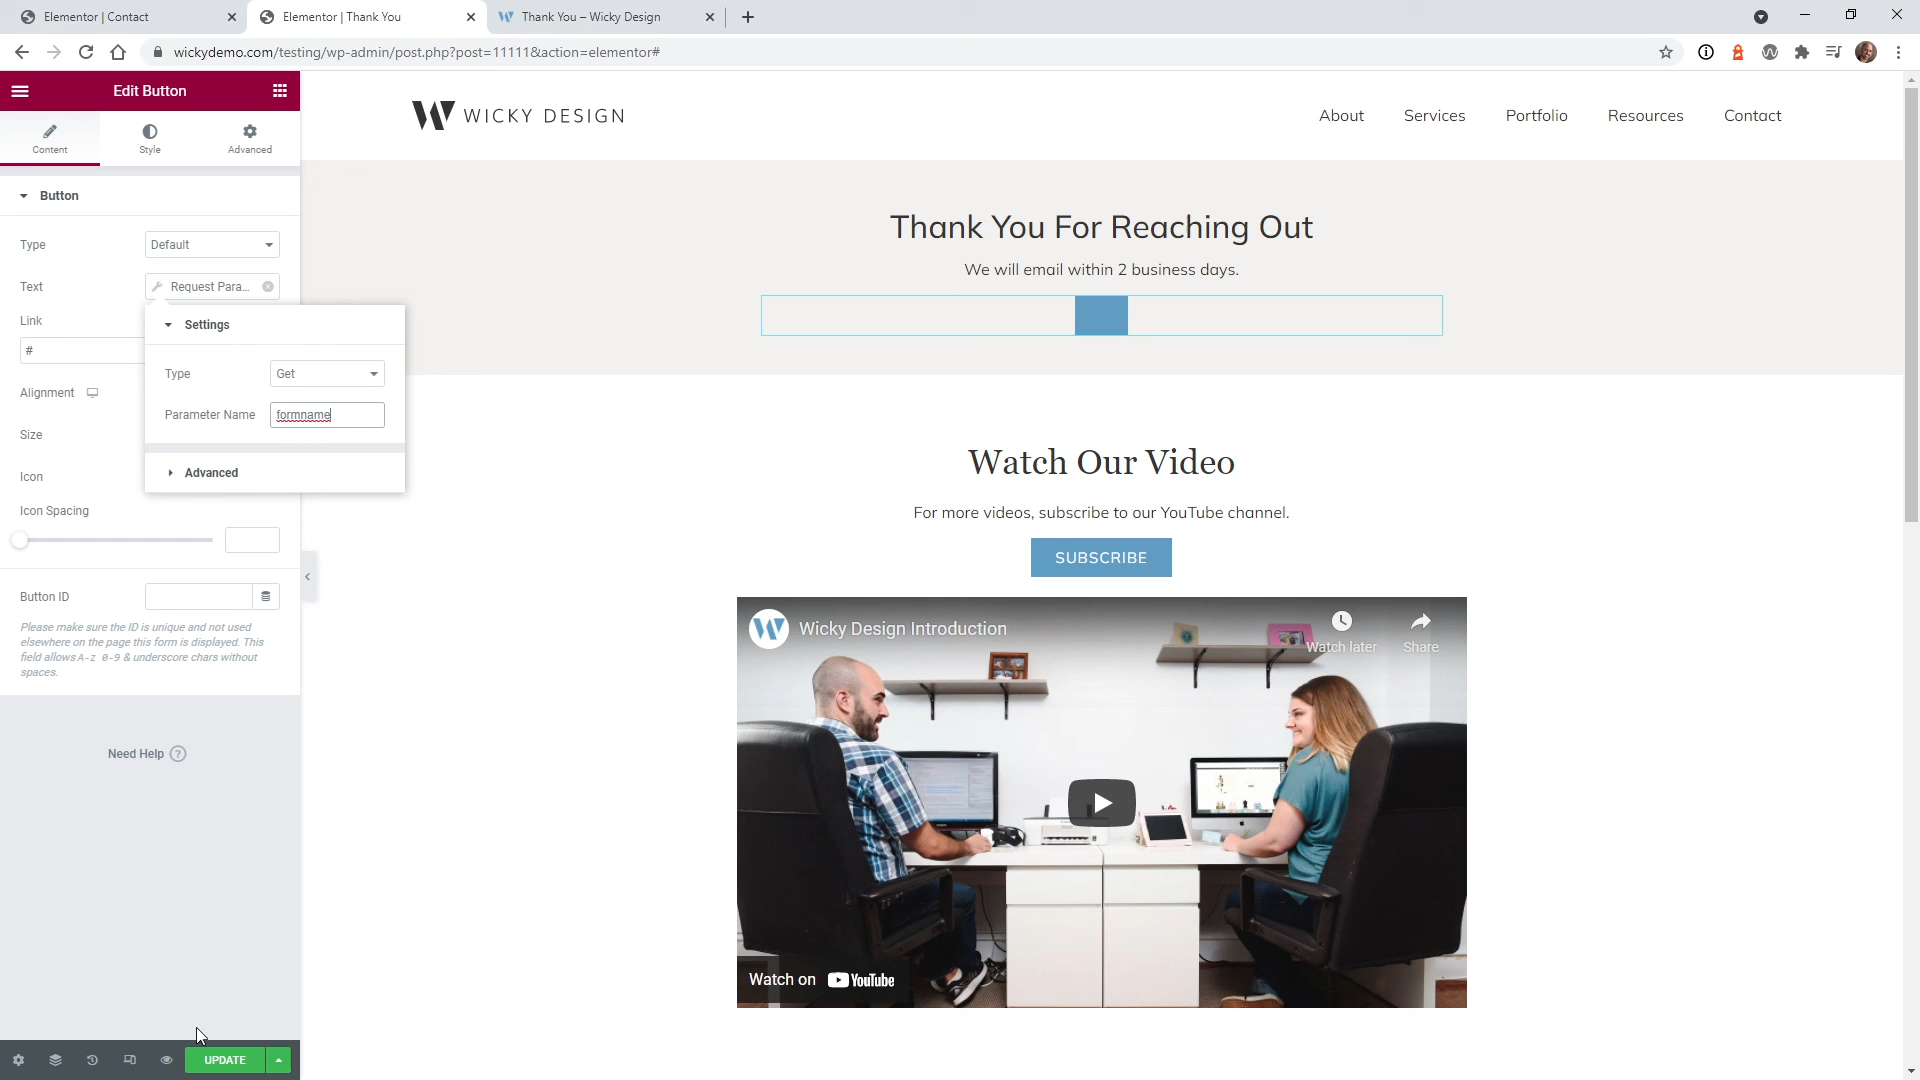 Elementor | Contact
Elementor | Thank You
Thank You – Wicky Design
wickydemo.com/testing/wp-admin/post.php?post=11111&action=elementor#
Edit Button
Content
Style
Advanced
Button
Type
Default
Text
Request Para...
Link
#
Settings
Type
Get
Parameter Name
formname
Advanced
Alignment
Size
Icon
Icon Spacing
Button ID
Please make sure the ID is unique and not used
elsewhere on the page this form is displayed. This
field allows A-z 0-9 & underscore chars without
spaces.
Need Help ?
UPDATE
W WICKY DESIGN
About
Services
Portfolio
Resources
Contact
Thank You For Reaching Out
We will email within 2 business days.
Watch Our Video
For more videos, subscribe to our YouTube channel.
SUBSCRIBE
W Wicky Design Introduction
Watch later
Share
Watch on YouTube